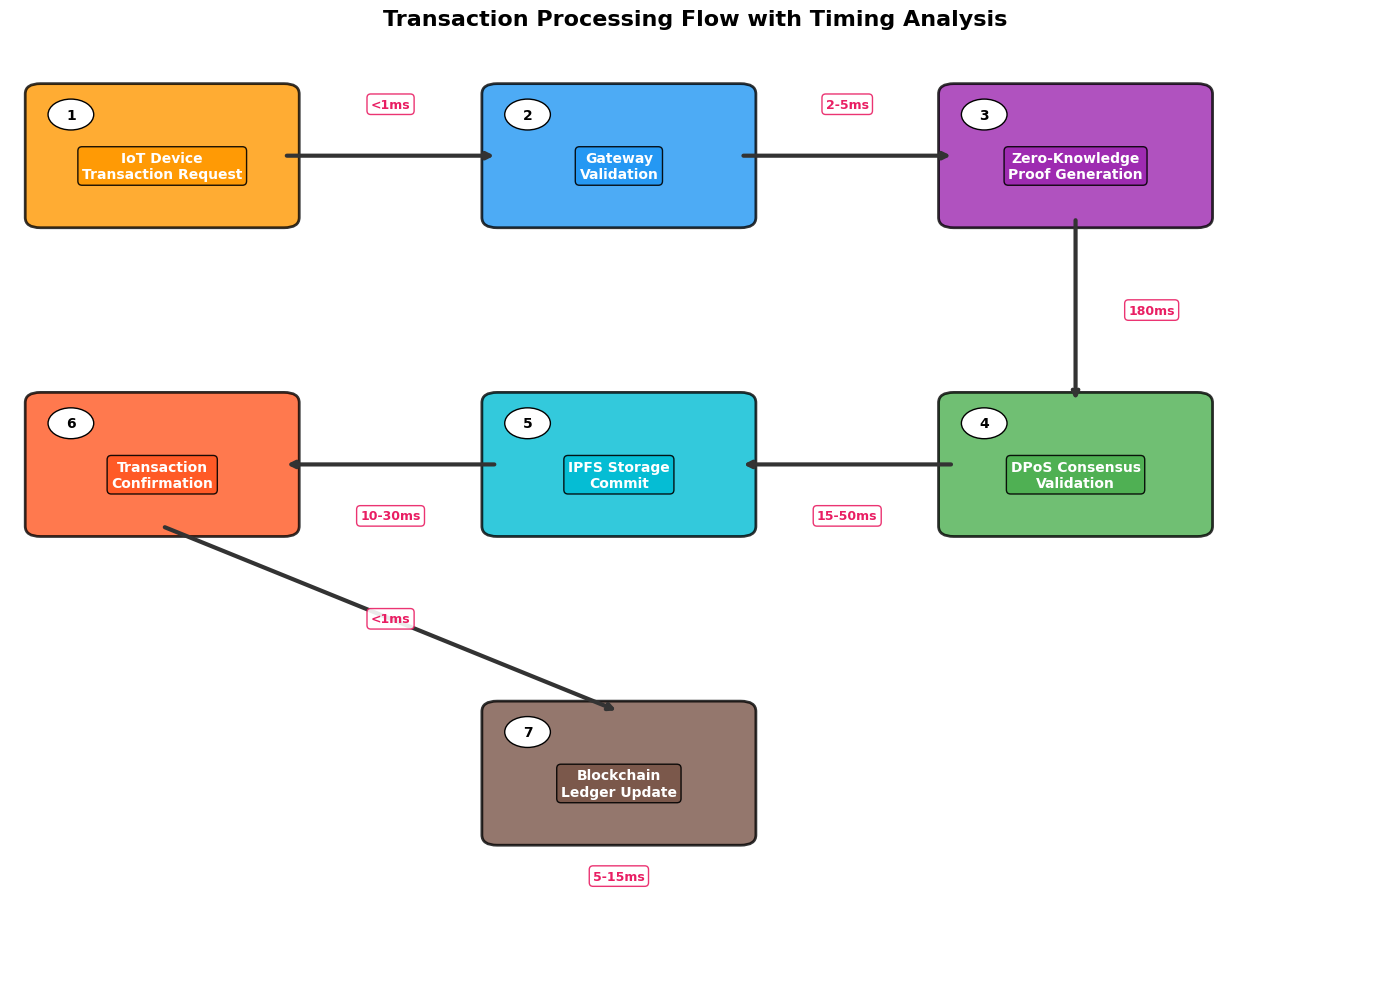 Transaction Processing Flow with Timing Analysis
1
IoT Device
Transaction Request
<1ms
2
Gateway
Validation
2-5ms
3
Zero-Knowledge
Proof Generation
180ms
4
DPoS Consensus
Validation
15-50ms
5
IPFS Storage
Commit
10-30ms
6
Transaction
Confirmation
<1ms
7
Blockchain
Ledger Update
5-15ms